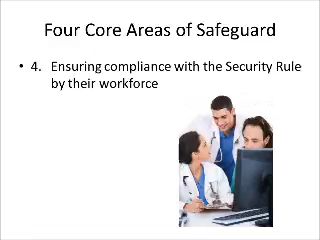 Four Core Areas of Safeguard
• 4. Ensuring compliance with the Security Rule
by their workforce